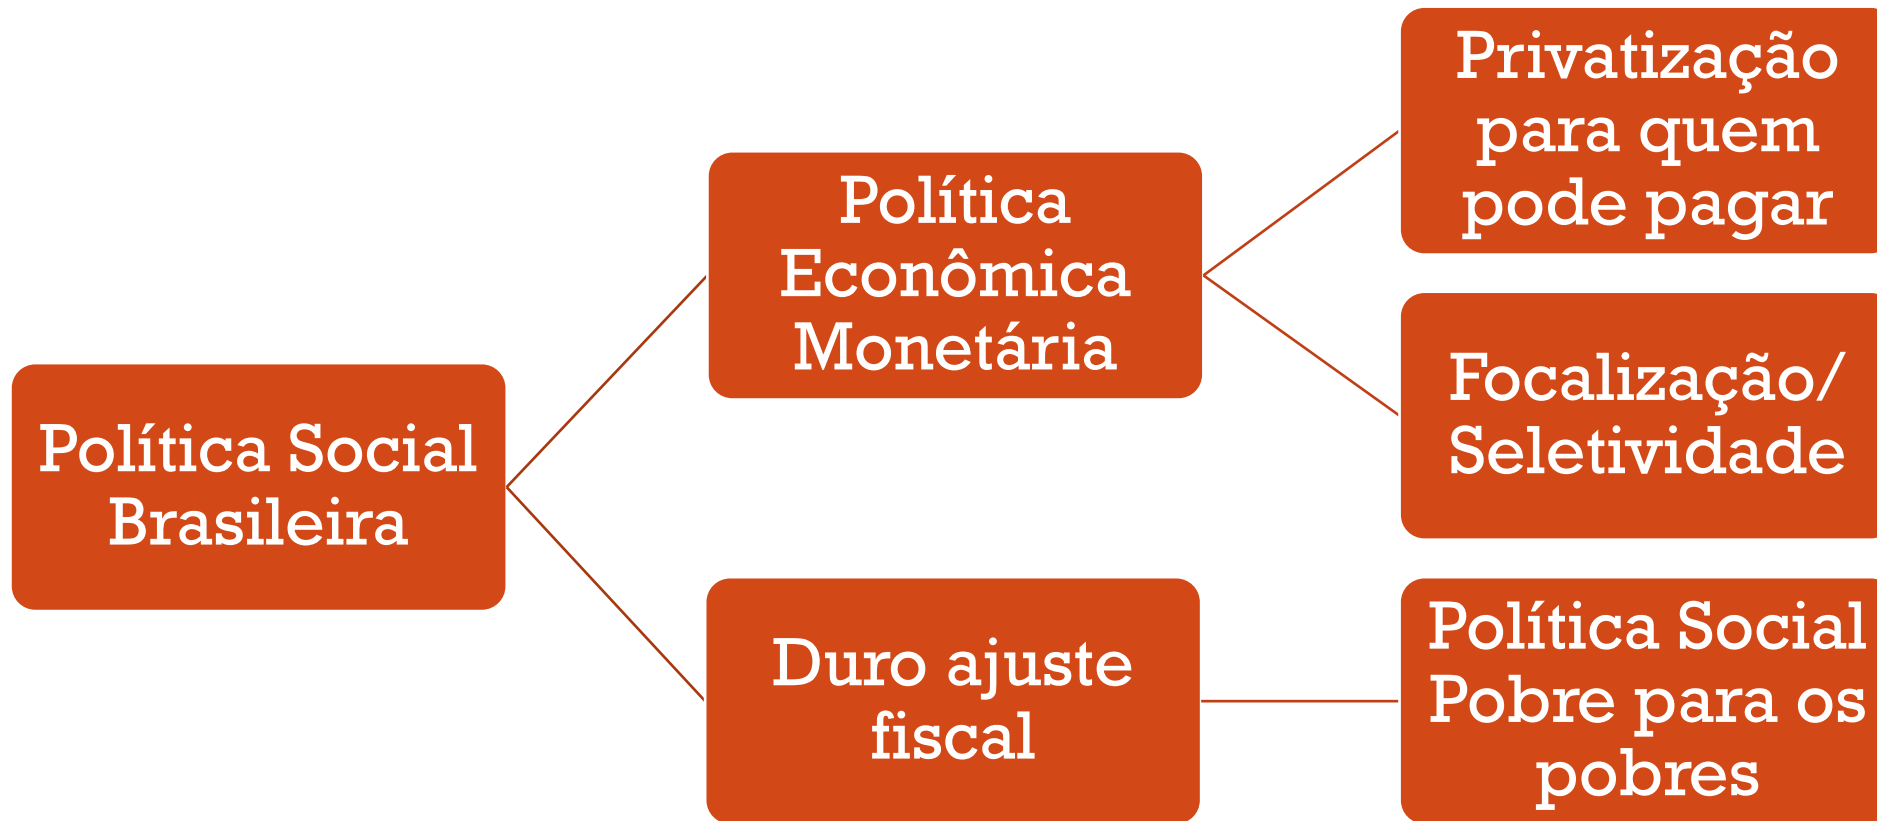 Política Social
Brasileira
Política
Econômica
Monetária
Privatização
para quem
pode pagar
Focalização/
Seletividade
Duro ajuste
fiscal
Política Social
Pobre para os
pobres